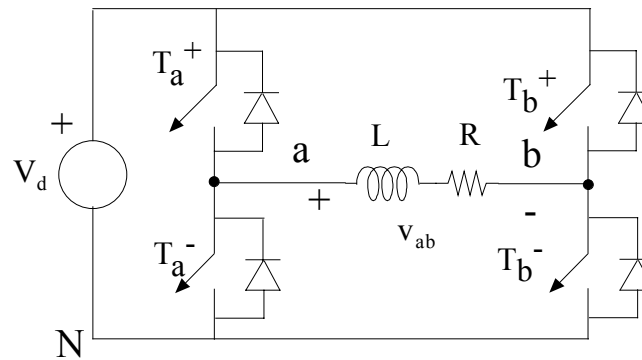 Ta+
Tb+
+
Vd
a
L
R
b
+
-
vab
Ta-
Tb-
N